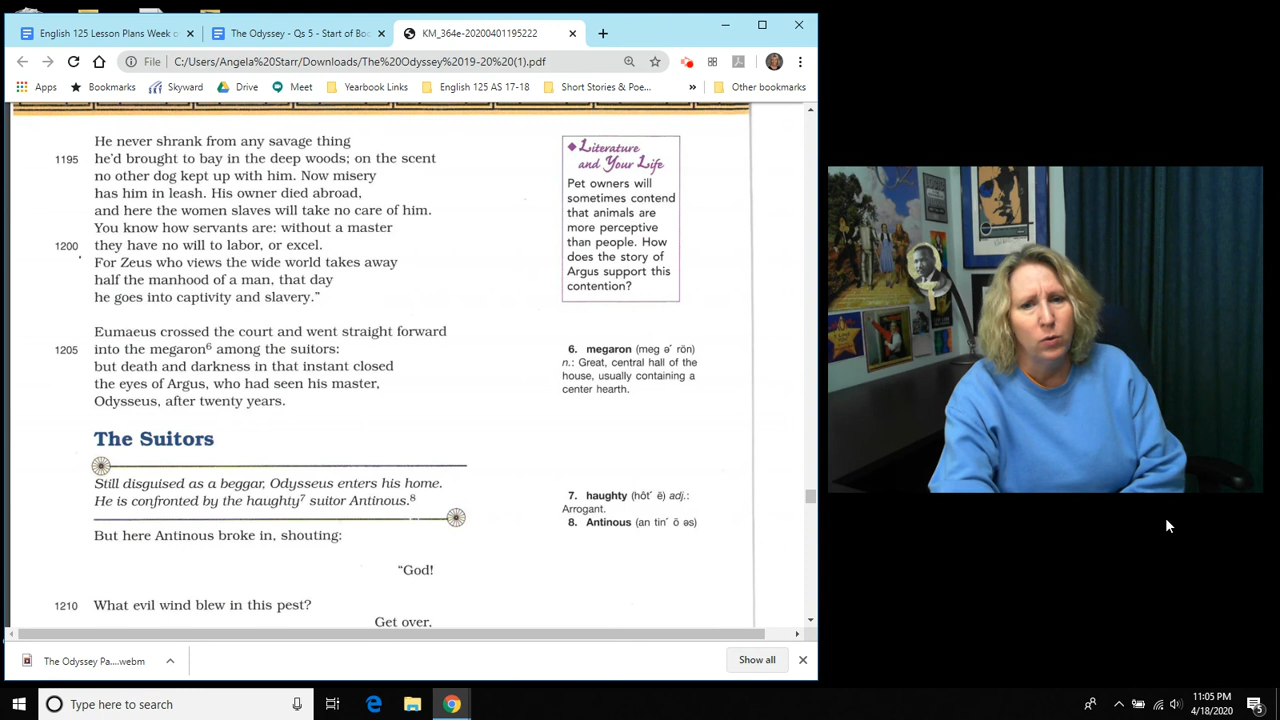 English 125 Lesson Plans Week o
The Odyssey - Qs 5 - Start of Boo
KM_364e-20200401195222
File
C:/Users/Angela%20Starr/Downloads/The%20Odyssey%2019-20%20(1).pdf
Apps
Bookmarks
Skyward
Drive
Meet
Yearbook Links
English 125 AS 17-18
Short Stories & Poe...
»
Other bookmarks
He never shrank from any savage thing
1195 he'd brought to bay in the deep woods; on the scent
no other dog kept up with him. Now misery
has him in leash. His owner died abroad,
and here the women slaves will take no care of him.
You know how servants are: without a master
1200 they have no will to labor, or excel.
For Zeus who views the wide world takes away
half the manhood of a man, that day
he goes into captivity and slavery."
Eumaeus crossed the court and went straight forward
1205 into the megaron6 among the suitors:
but death and darkness in that instant closed
the eyes of Argus, who had seen his master,
Odysseus, after twenty years.
The Suitors
Still disguised as a beggar, Odysseus enters his home.
He is confronted by the haughty7 suitor Antinous.8
But here Antinous broke in, shouting:
"God!
1210 What evil wind blew in this pest?
Get over,
◆ Literature
and Your Life
Pet owners will
sometimes contend
that animals are
more perceptive
than people. How
does the story of
Argus support this
contention?
6. megaron (meg ə′ rön)
n.: Great, central hall of the
house, usually containing a
center hearth.
7. haughty (hôt′ ē) adj.:
Arrogant.
8. Antinous (an tin′ ō əs)
The Odyssey Pa....webm
Show all
Type here to search
11:05 PM
4/18/2020
5